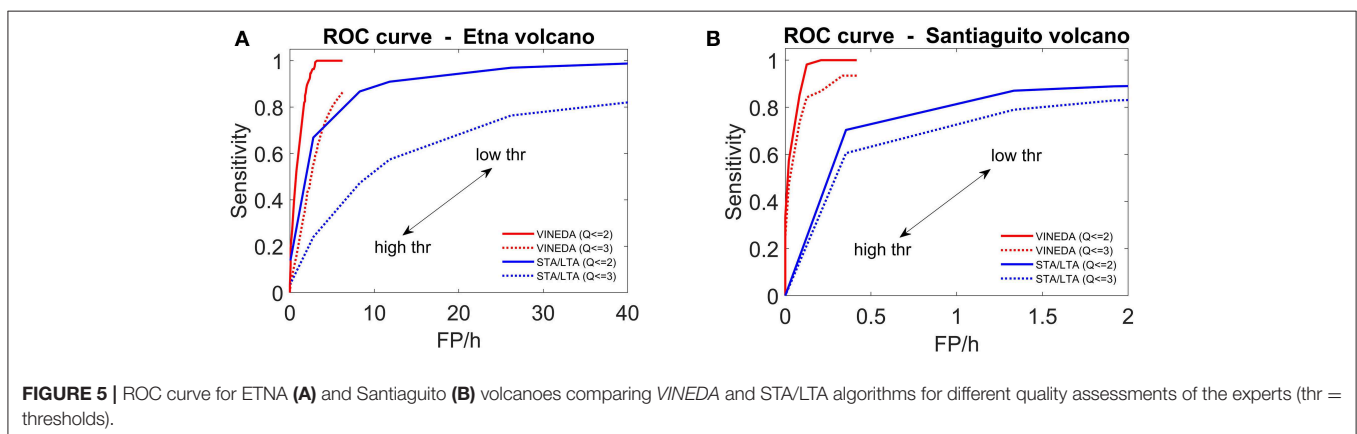 A
ROC curve - Etna volcano
1
0.8
0.6
0.4
0.2
0
Sensitivity
low thr
high thr
VINEDA (Q<=2)
VINEDA (Q<=3)
STA/LTA (Q<=2)
STA/LTA (Q<=3)
0 10 20 30 40
FP/h
B
ROC curve - Santiaguito volcano
1
0.8
0.6
0.4
0.2
0
Sensitivity
low thr
high thr
VINEDA (Q<=2)
VINEDA (Q<=3)
STA/LTA (Q<=2)
STA/LTA (Q<=3)
0 0.5 1 1.5 2
FP/h
FIGURE 5 | ROC curve for ETNA (A) and Santiaguito (B) volcanoes comparing VINEDA and STA/LTA algorithms for different quality assessments of the experts (thr =
thresholds).